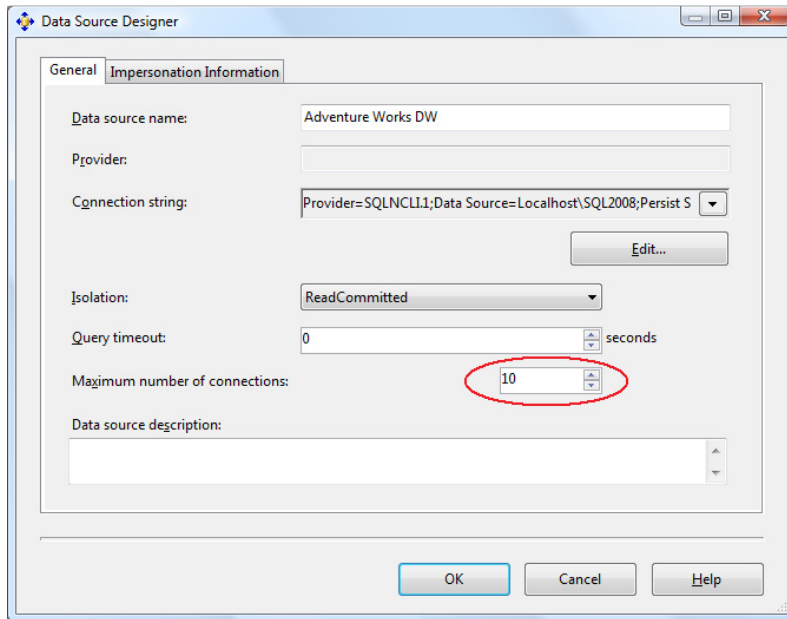 Data Source Designer
General Impersonation Information
Data source name: Adventure Works DW
Provider:
Connection string: Provider=SQLNCLI.1;Data Source=Localhost\SQL2008;Persist S
Edit...
Isolation: ReadCommitted
Query timeout: 0 seconds
Maximum number of connections: 10
Data source description:
OK Cancel Help